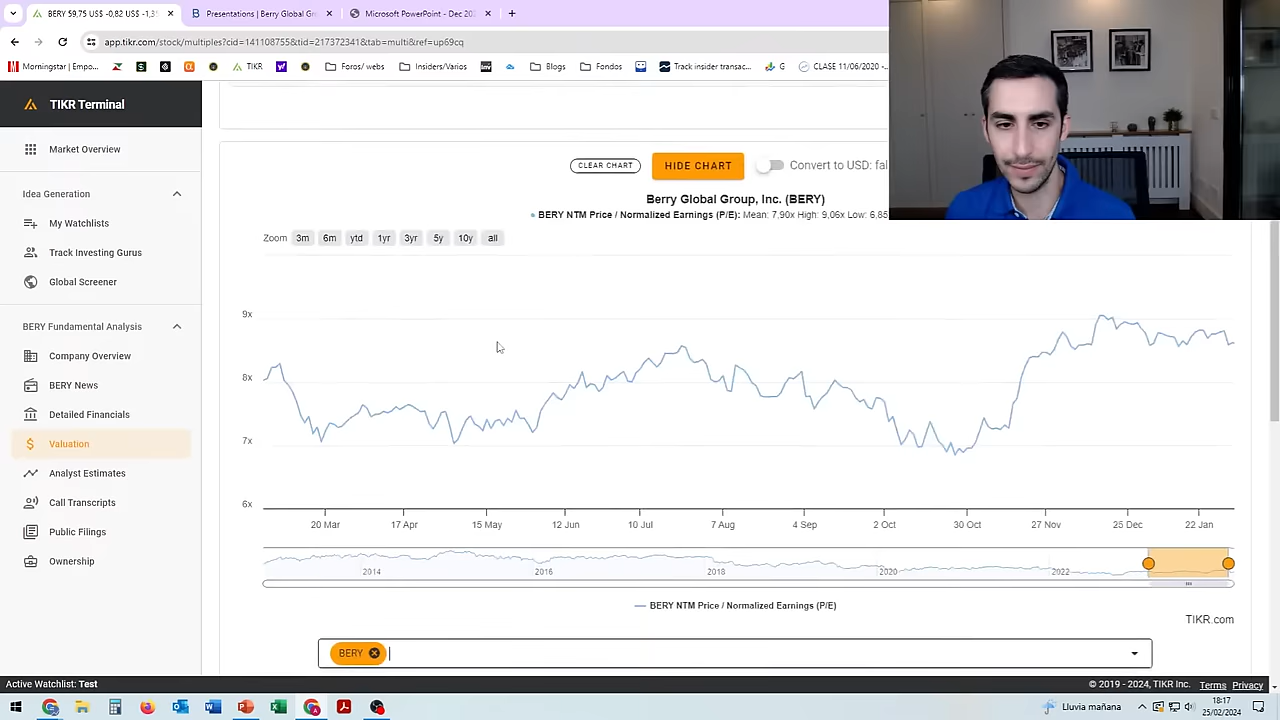 BERY 59,75 US$ -0,82 US$ -1,3
Presentations | Berry Global Gr
Microsoft PowerPoint - Dec 20
app.tikr.com/stock/multiples?cid=141108755&tid=217372341&tab=multi&ref=up69cq
Morningstar | Empo...
TIKR
Foros/ webs
Insiders/Varios
Blogs
Fondos
Track insider transac...
G
CLASE 11/06/2020 -...
TIKR Terminal
Market Overview
Idea Generation
My Watchlists
Track Investing Gurus
Global Screener
BERY Fundamental Analysis
Company Overview
BERY News
Detailed Financials
Valuation
Analyst Estimates
Call Transcripts
Public Filings
Ownership
CLEAR CHART
HIDE CHART
Convert to USD: fal
Berry Global Group, Inc. (BERY)
BERY NTM Price / Normalized Earnings (P/E): Mean: 7,90x High: 9,06x Low: 6,85
Zoom 3m 6m ytd 1yr 3yr 5y 10y all
9x
8x
7x
6x
20 Mar 17 Apr 15 May 12 Jun 10 Jul 7 Aug 4 Sep 2 Oct 30 Oct 27 Nov 25 Dec 22 Jan
2014 2016 2018 2020 2022
BERY NTM Price / Normalized Earnings (P/E)
TIKR.com
BERY
Active Watchlist: Test
© 2019 - 2024, TIKR Inc. Terms Privacy
Lluvia mañana
18:17
25/02/2024